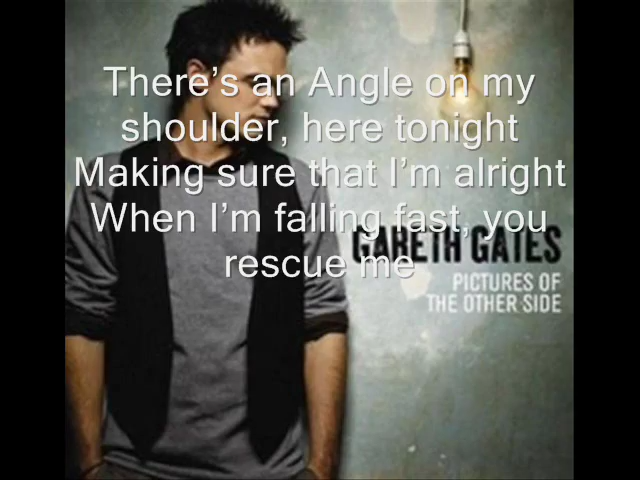 There's an Angle on my
shoulder, here tonight
Making sure that I'm alright
When I'm falling fast, you
rescue me
GARETH GATES
PICTURES OF
THE OTHER SIDE